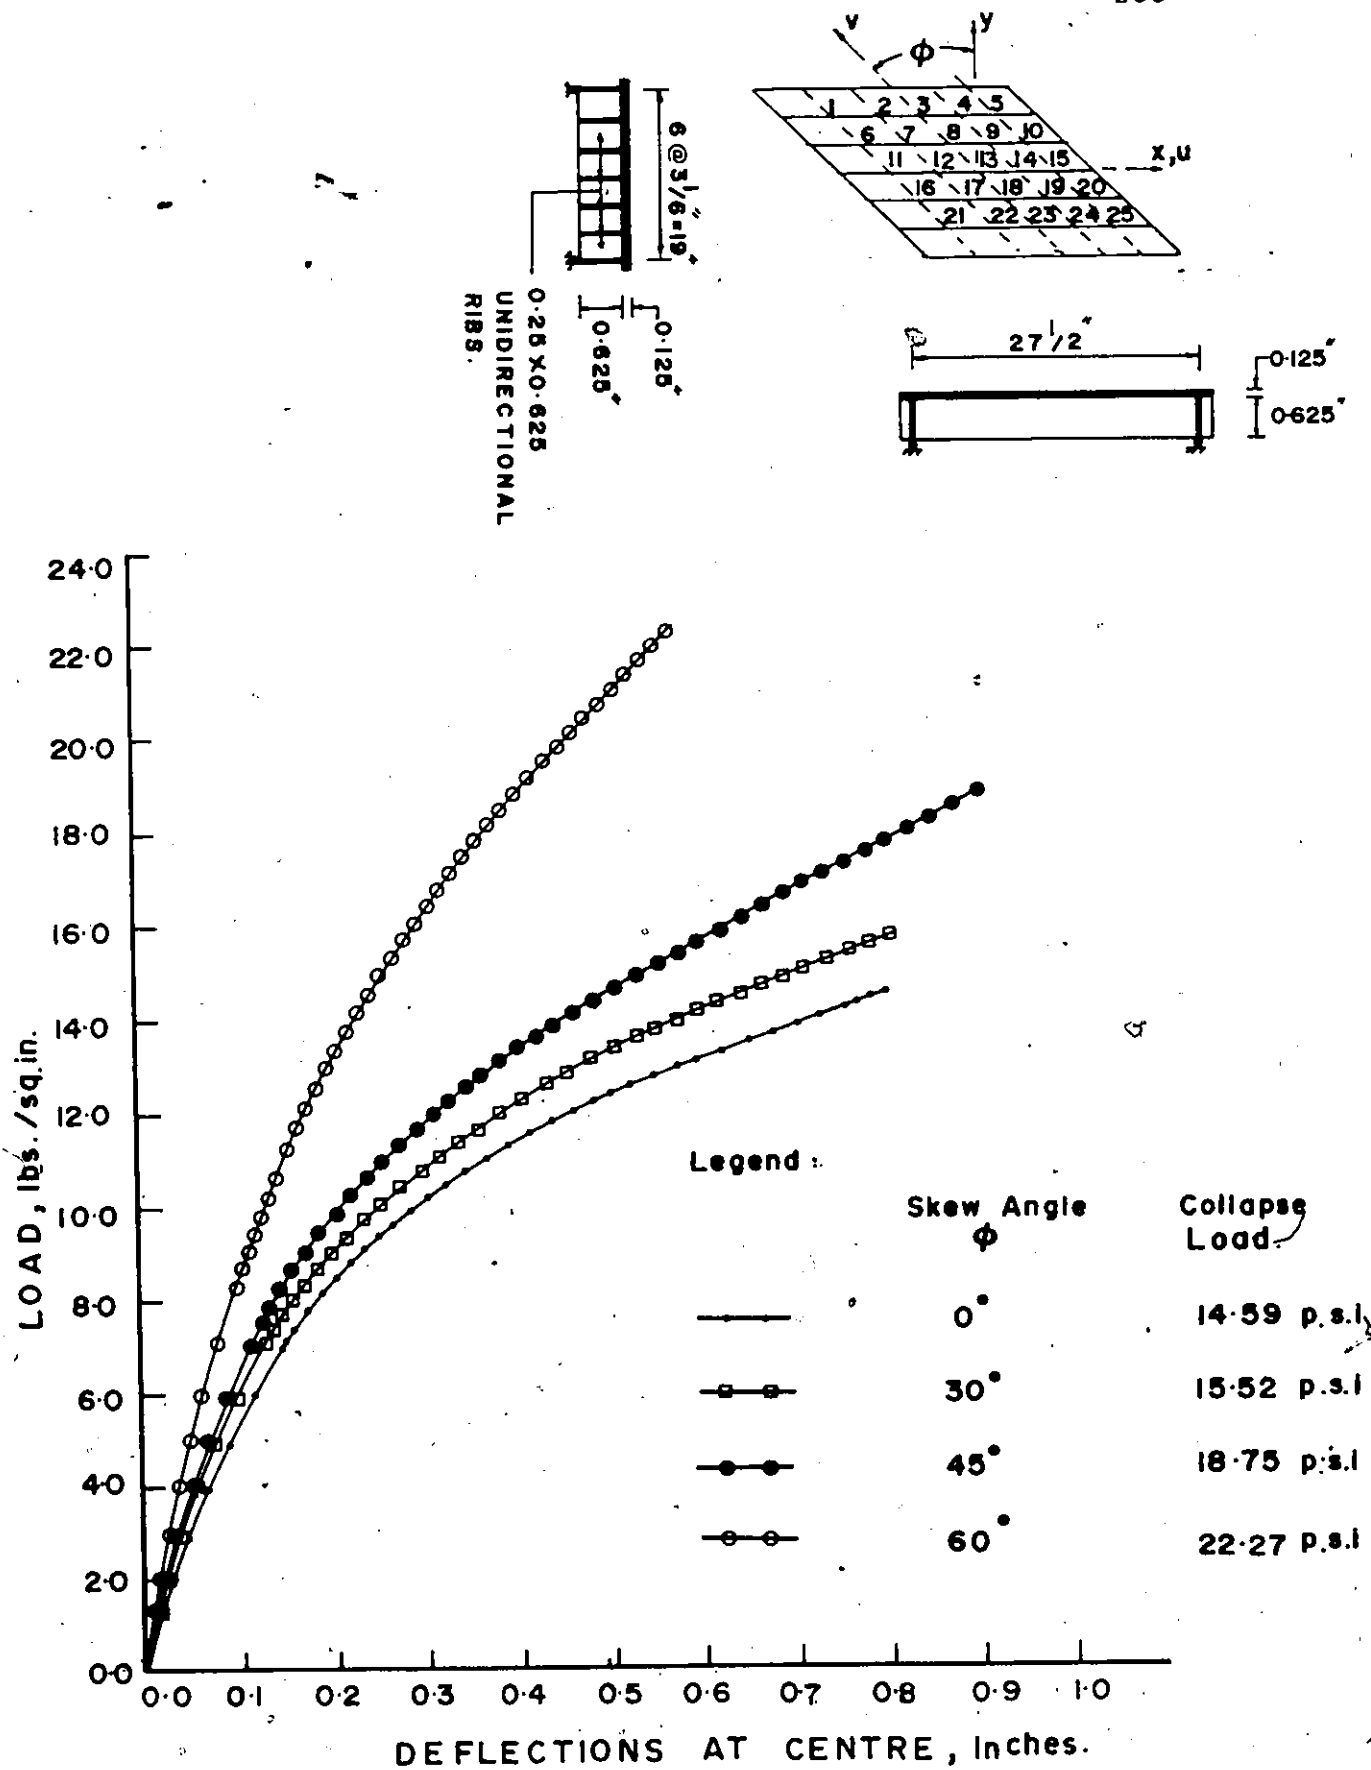 v
y
ϕ
1 2 3 4 5
6 7 8 9 10
11 12 13 14 15
x,u
16 17 18 19 20
21 22 23 24 25
6 @ 3 1/6" = 19"
0·125"
0·625"
0·25 X 0·625
UNIDIRECTIONAL
RIBS.
27 1/2"
0·125"
0·625"
LOAD, lbs./sq.in.
24·0
22·0
20·0
18·0
16·0
14·0
12·0
10·0
8·0
6·0
4·0
2·0
0·0
0·0 0·1 0·2 0·3 0·4 0·5 0·6 0·7 0·8 0·9 1·0
DEFLECTIONS AT CENTRE, Inches.
Legend :
Skew Angle
ϕ
Collapse
Load.
0° 14·59 p.s.i
30° 15·52 p.s.i
45° 18·75 p.s.i
60° 22·27 p.s.i